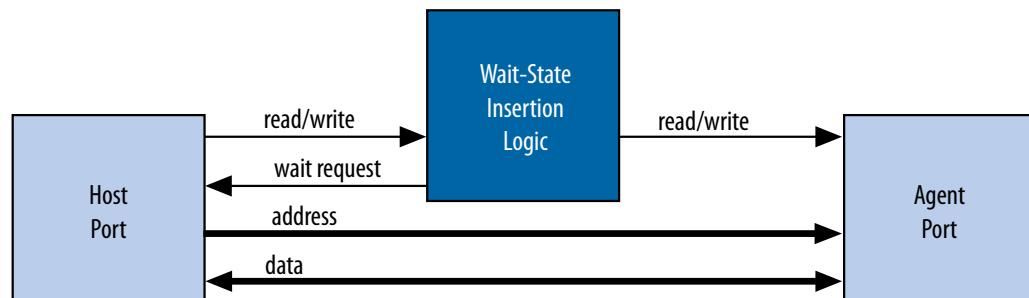 Wait-State
Insertion
Logic
read/write
read/write
wait request
Host
Port
Agent
Port
address
data